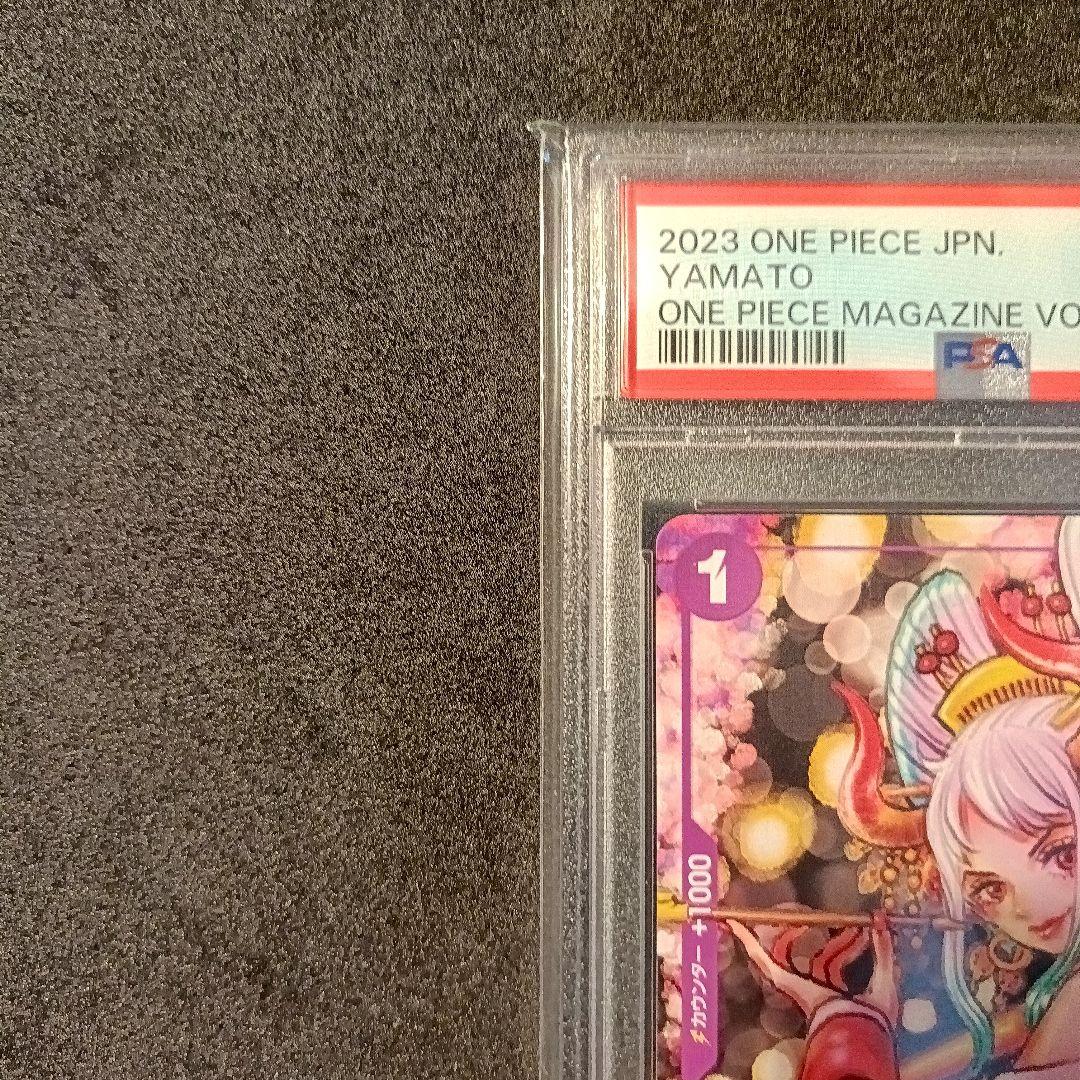 2023 ONE PIECE JPN.
YAMATO
ONE PIECE MAGAZINE VO
PSA
1
カウンター +1000